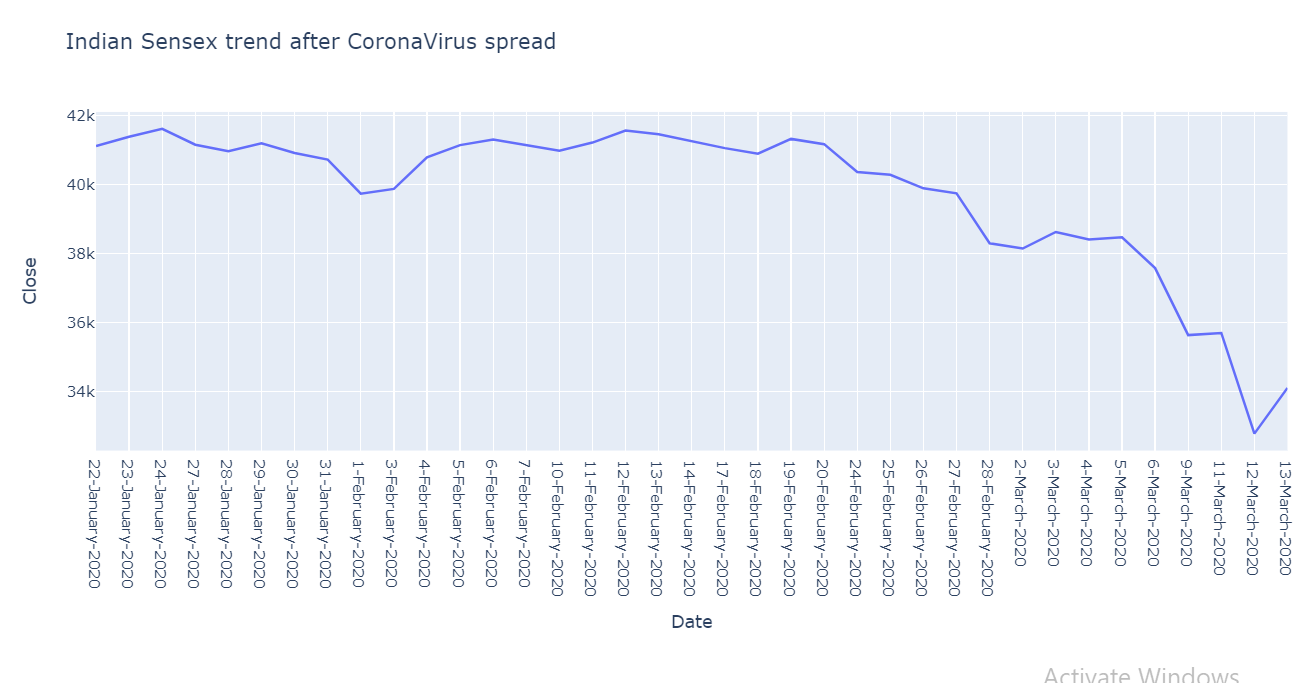 Indian Sensex trend after CoronaVirus spread
42k
40k
38k
36k
34k
Close
22-January-2020
23-January-2020
24-January-2020
27-January-2020
28-January-2020
29-January-2020
30-January-2020
31-January-2020
1-February-2020
3-February-2020
4-February-2020
5-February-2020
6-February-2020
7-February-2020
10-February-2020
11-February-2020
12-February-2020
13-February-2020
14-February-2020
17-February-2020
18-February-2020
19-February-2020
20-February-2020
24-February-2020
25-February-2020
26-February-2020
27-February-2020
28-February-2020
2-March-2020
3-March-2020
4-March-2020
5-March-2020
6-March-2020
9-March-2020
11-March-2020
12-March-2020
13-March-2020
Date
Activate Windows